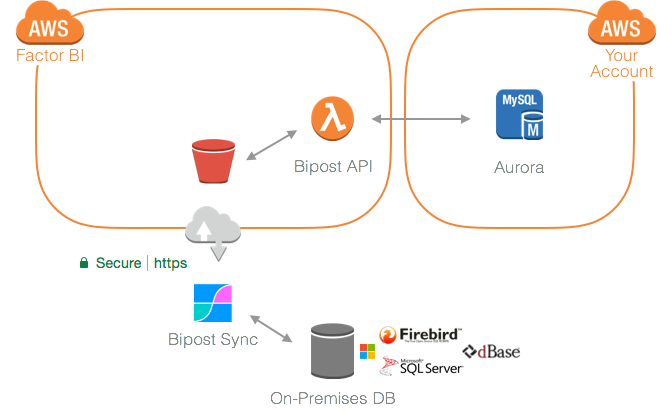 AWS
Factor BI
AWS
Your
Account
MySQL
M
Bipost API
Aurora
Secure | https
Bipost Sync
Firebird™
dBase
Microsoft®
SQL Server
On-Premises DB